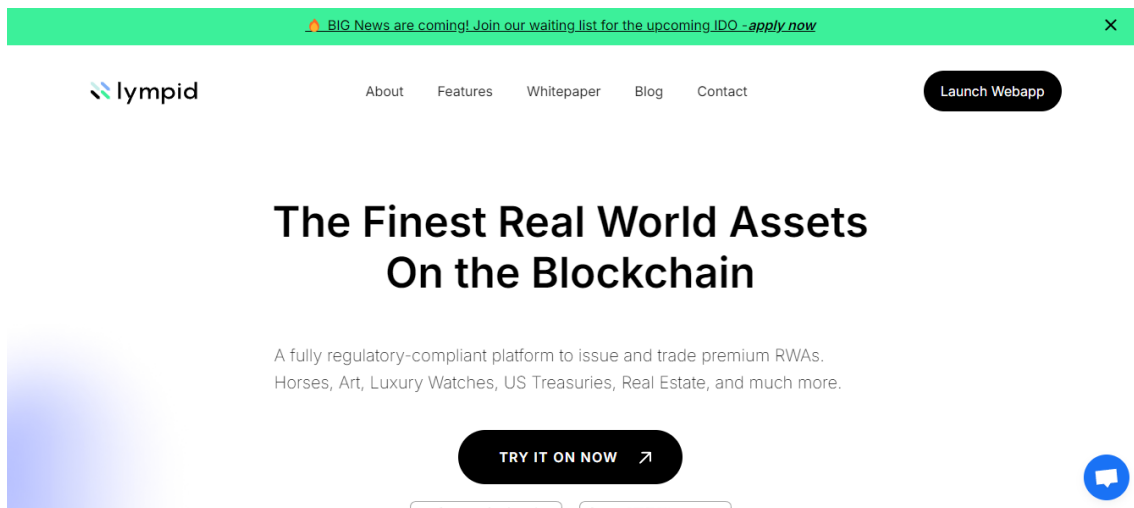 🔥 BIG News are coming! Join our waiting list for the upcoming IDO -apply now
lympid
About
Features
Whitepaper
Blog
Contact
Launch Webapp
The Finest Real World Assets
On the Blockchain
A fully regulatory-compliant platform to issue and trade premium RWAs.
Horses, Art, Luxury Watches, US Treasuries, Real Estate, and much more.
TRY IT ON NOW